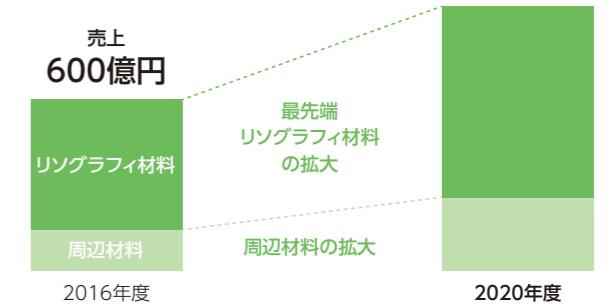 売上
600億円
リソグラフィ材料
周辺材料
2016年度
最先端
リソグラフィ材料
の拡大
周辺材料の拡大
2020年度